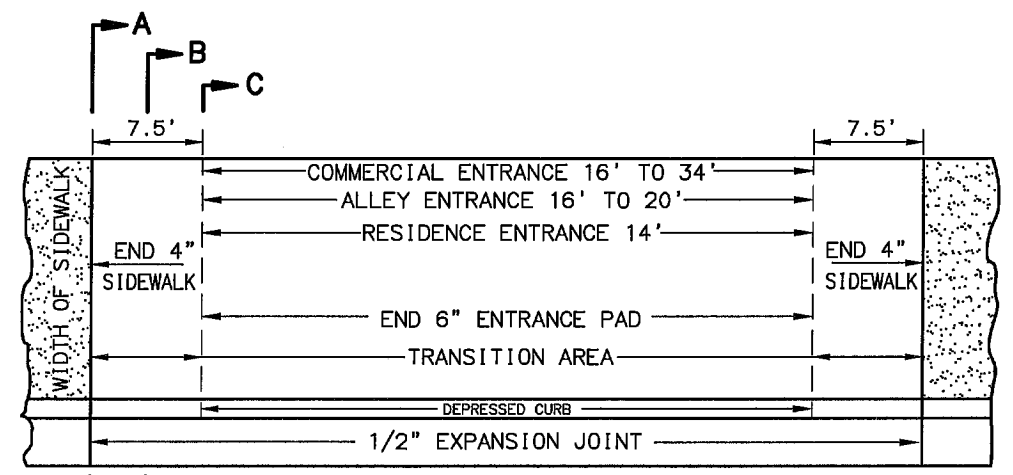 A
B
C
7.5'
7.5'
COMMERCIAL ENTRANCE 16' TO 34'
ALLEY ENTRANCE 16' TO 20'
RESIDENCE ENTRANCE 14'
WIDTH OF SIDEWALK
END 4"
SIDEWALK
END 4"
SIDEWALK
END 6" ENTRANCE PAD
TRANSITION AREA
DEPRESSED CURB
1/2" EXPANSION JOINT